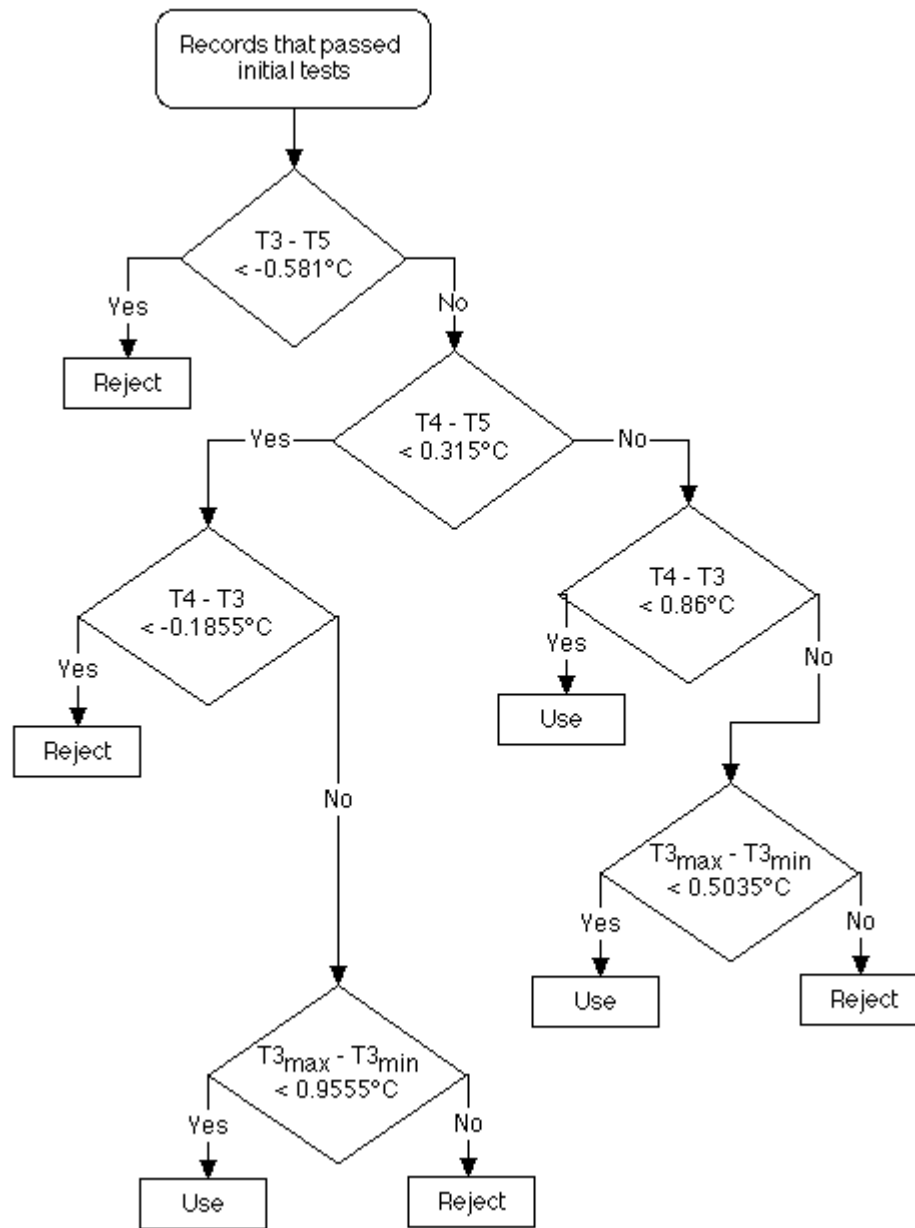 Records that passed
initial tests
T3 - T5
< -0.581°C
Yes
No
Reject
T4 - T5
< 0.315°C
Yes
No
T4 - T3
< -0.1855°C
T4 - T3
< 0.86°C
Yes
No
Yes
No
Reject
Use
T3max - T3min
< 0.5035°C
Yes
No
Use
Reject
T3max - T3min
< 0.9555°C
Yes
No
Use
Reject